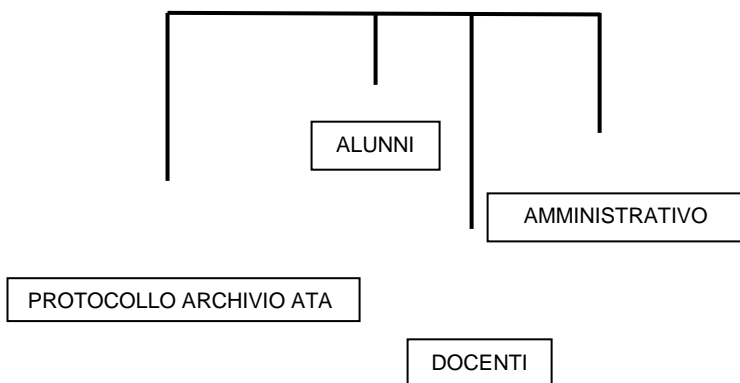 ALUNNI
AMMINISTRATIVO
PROTOCOLLO ARCHIVIO ATA
DOCENTI